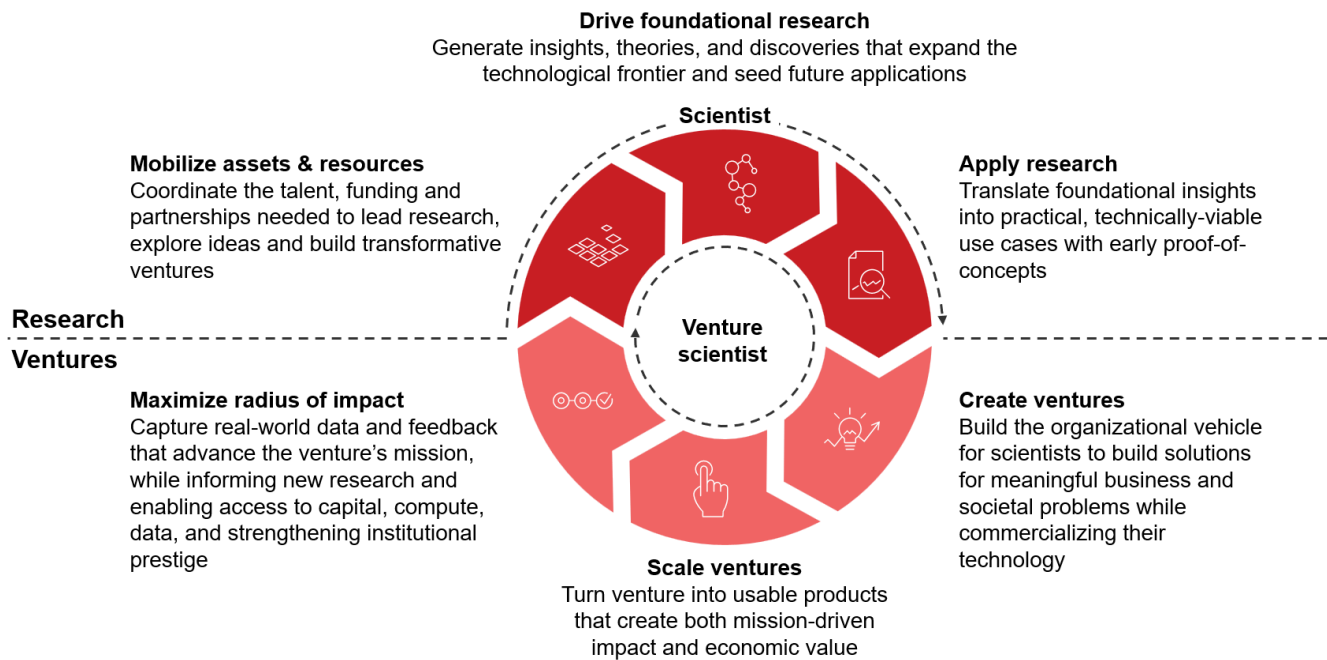 Drive foundational research
Generate insights, theories, and discoveries that expand the
technological frontier and seed future applications
Scientist
Mobilize assets & resources
Coordinate the talent, funding and
partnerships needed to lead research,
explore ideas and build transformative
ventures
Apply research
Translate foundational insights
into practical, technically-viable
use cases with early proof-of-
concepts
Research
Ventures
Venture
scientist
Maximize radius of impact
Capture real-world data and feedback
that advance the venture’s mission,
while informing new research and
enabling access to capital, compute,
data, and strengthening institutional
prestige
Create ventures
Build the organizational vehicle
for scientists to build solutions
for meaningful business and
societal problems while
commercializing their
technology
Scale ventures
Turn venture into usable products
that create both mission-driven
impact and economic value